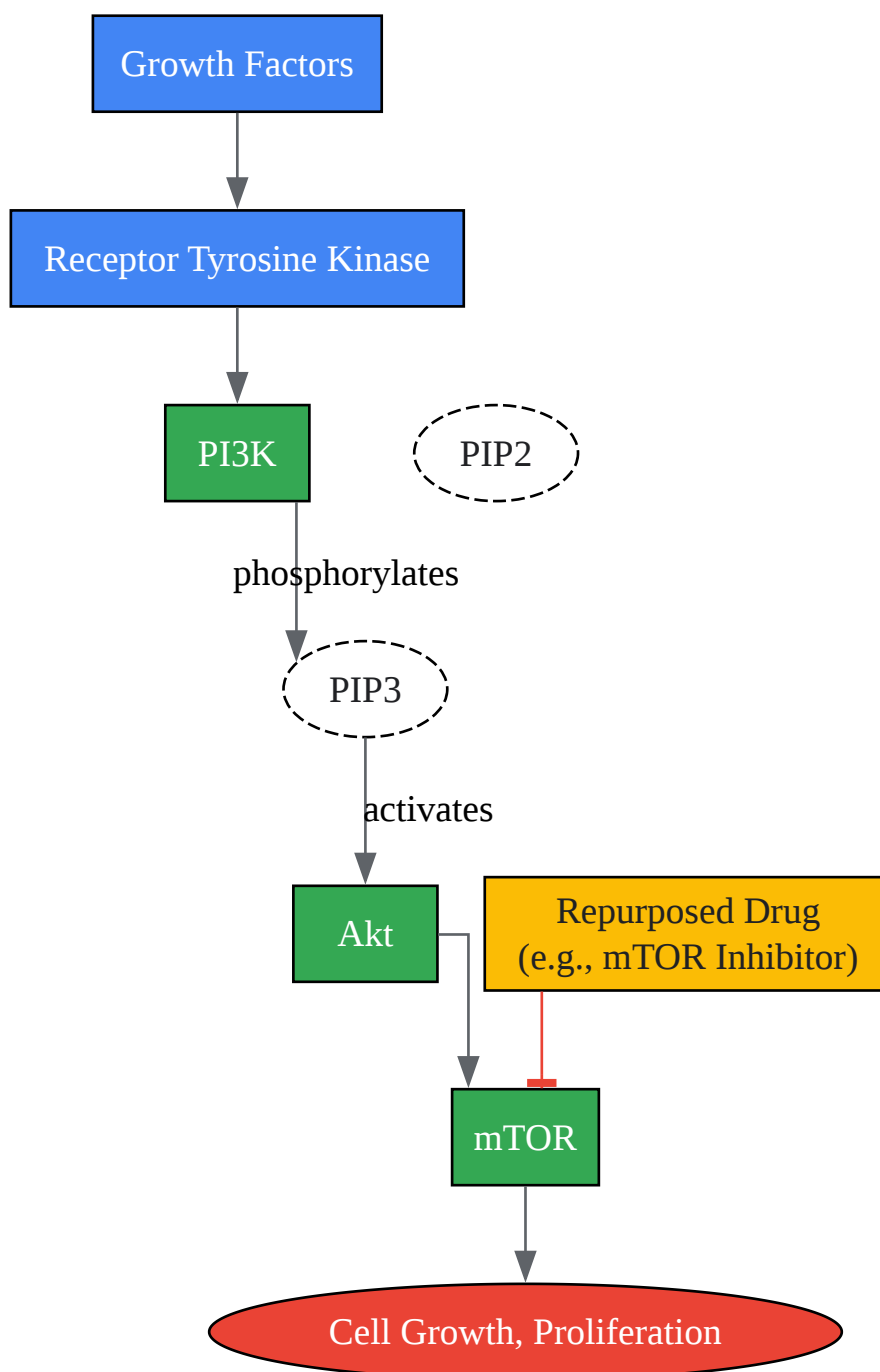 Growth Factors
Receptor Tyrosine Kinase
PI3K
PIP2
phosphorylates
PIP3
activates
Akt
Repurposed Drug
(e.g., mTOR Inhibitor)
mTOR
Cell Growth, Proliferation